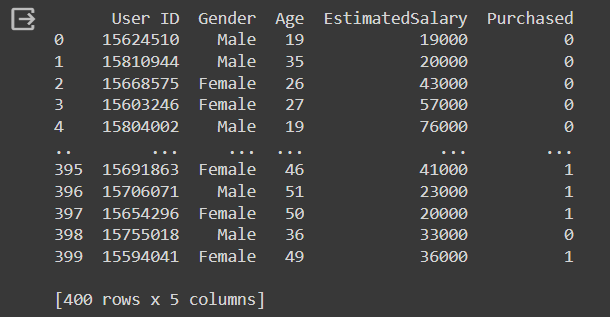 User ID Gender Age EstimatedSalary Purchased
0 15624510 Male 19 19000 0
1 15810944 Male 35 20000 0
2 15668575 Female 26 43000 0
3 15603246 Female 27 57000 0
4 15804002 Male 19 76000 0
.. ... ... ... ... ...
395 15691863 Female 46 41000 1
396 15706071 Male 51 23000 1
397 15654296 Female 50 20000 1
398 15755018 Male 36 33000 0
399 15594041 Female 49 36000 1
[400 rows x 5 columns]